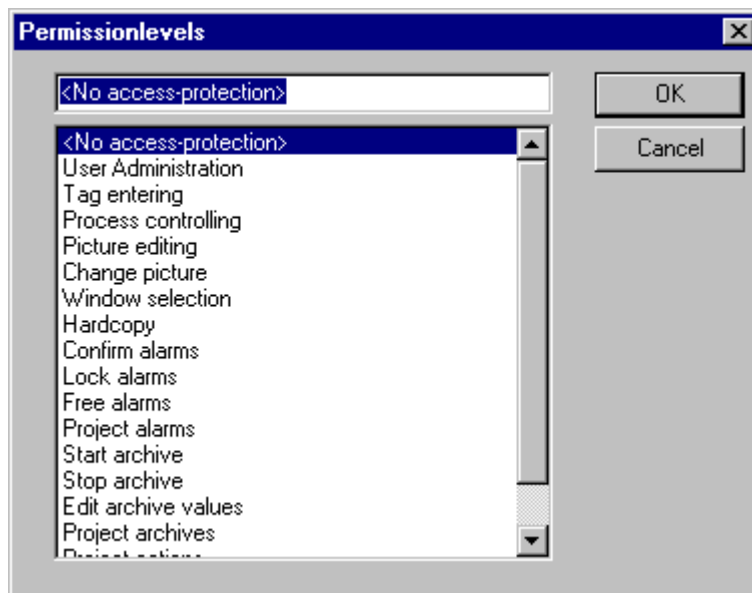 Permissionlevels
<No access-protection>
OK
<No access-protection>
Cancel
User Administration
Tag entering
Process controlling
Picture editing
Change picture
Window selection
Hardcopy
Confirm alarms
Lock alarms
Free alarms
Project alarms
Start archive
Stop archive
Edit archive values
Project archives